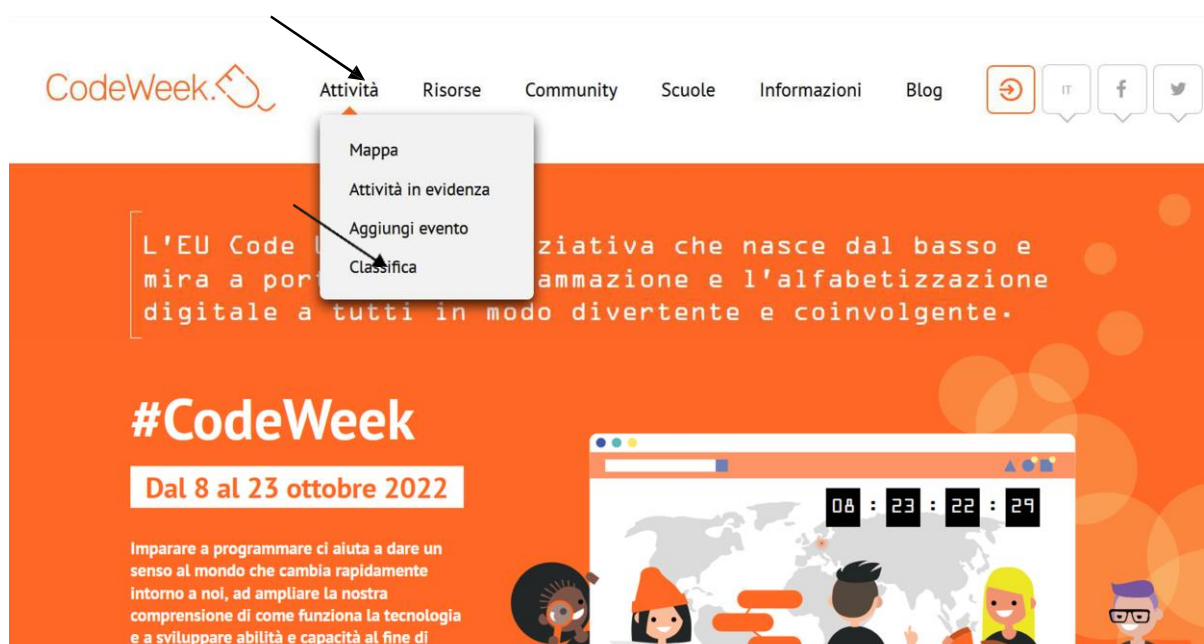 CodeWeek.
Attività Risorse Community Scuole Informazioni Blog IT
Mappa
Attività in evidenza
Aggiungi evento
Classifica
L'EU Code ziativa che nasce dal basso e
mira a por ammazione e l'alfabetizzazione
digitale a tutti in modo divertente e coinvolgente.
#CodeWeek
Dal 8 al 23 ottobre 2022
08 : 23 : 22 : 29
Imparare a programmare ci aiuta a dare un
senso al mondo che cambia rapidamente
intorno a noi, ad ampliare la nostra
comprensione di come funziona la tecnologia
e a sviluppare abilità e capacità al fine di